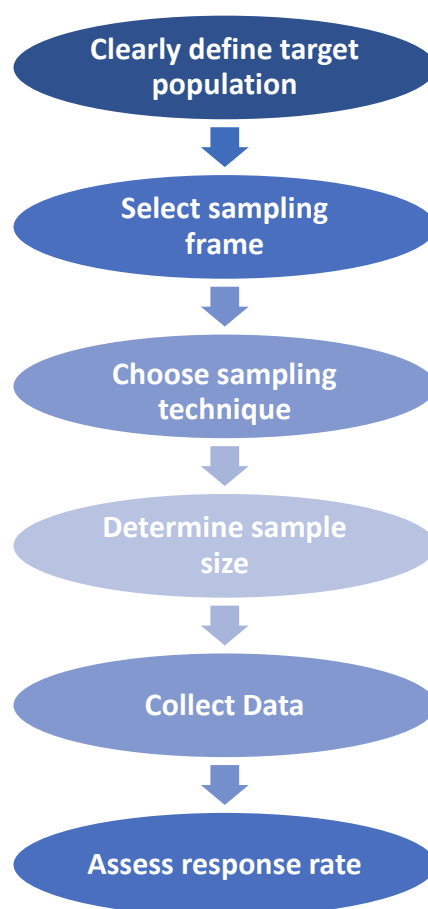 Clearly define target
population
Select sampling
frame
Choose sampling
technique
Determine sample
size
Collect Data
Assess response rate